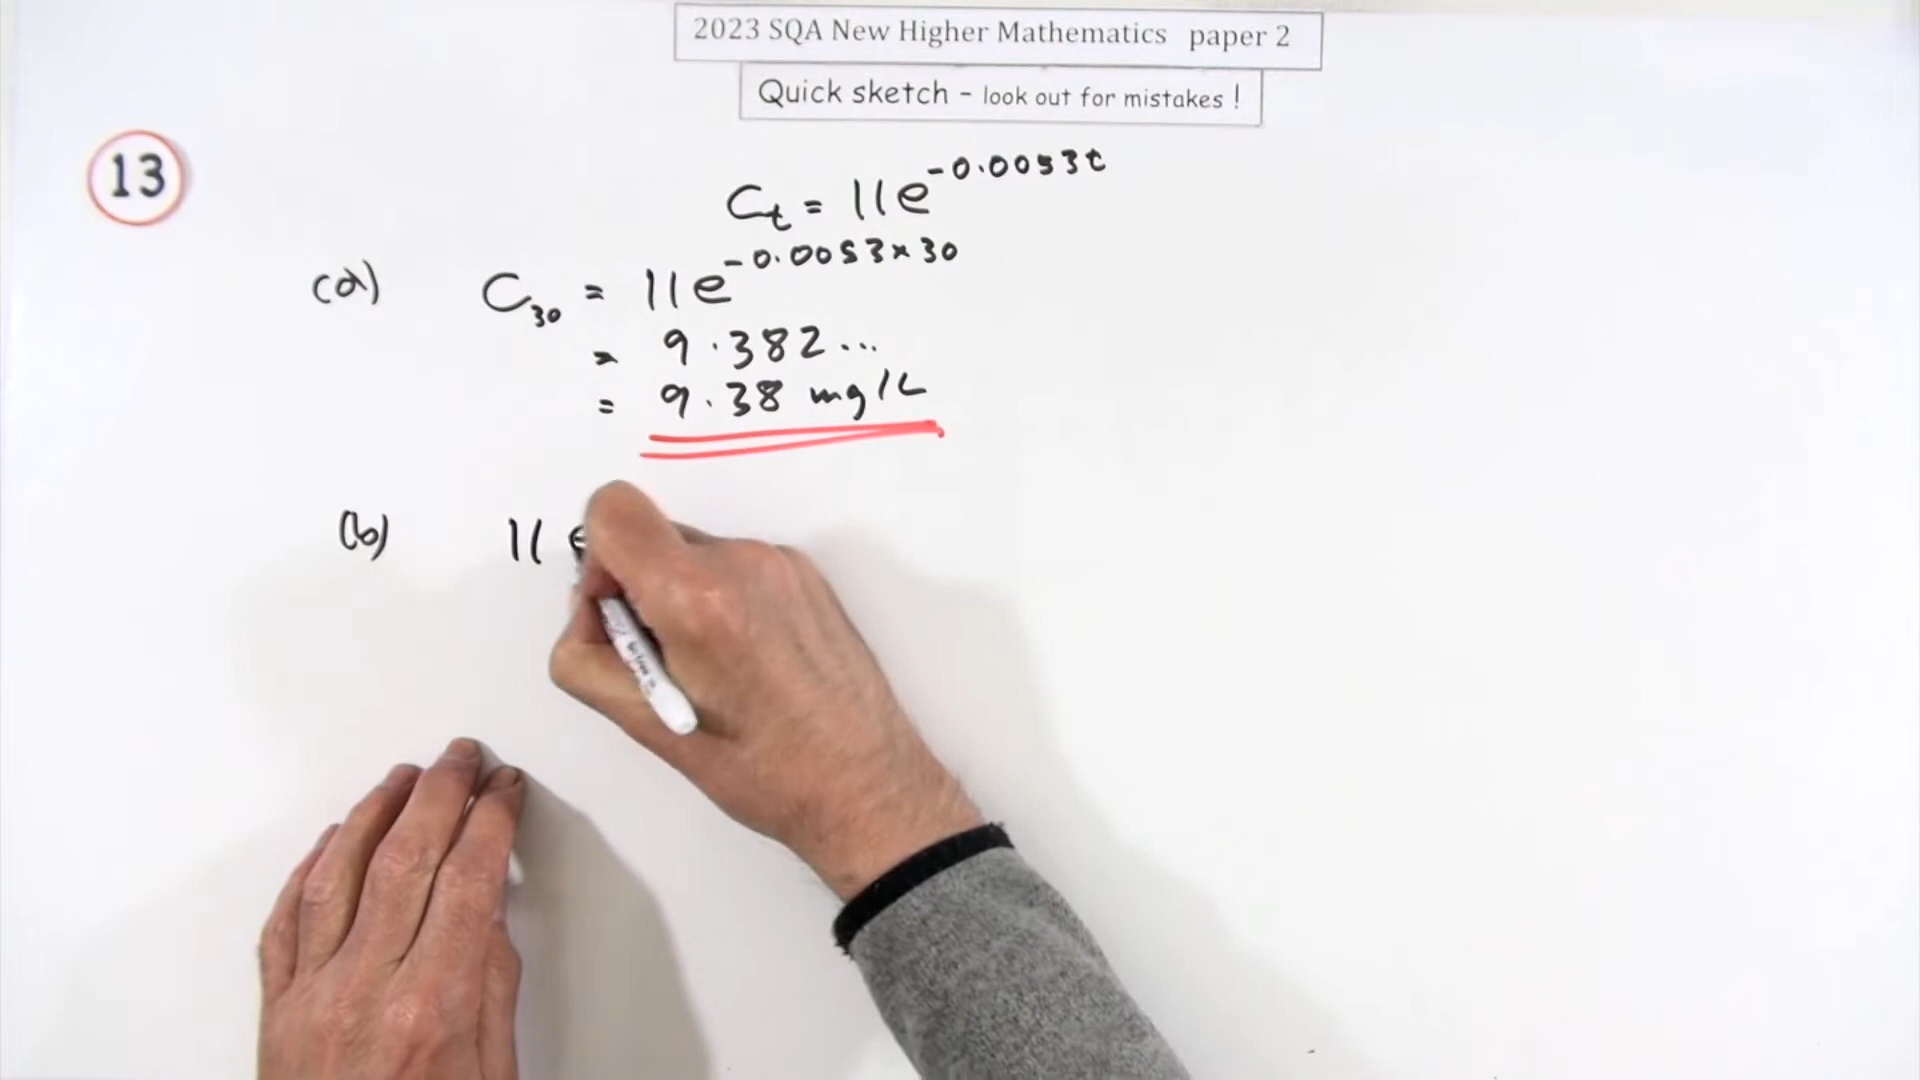 2023 SQA New Higher Mathematics paper 2
Quick sketch - look out for mistakes !
13
Cₜ = 11e^-0.0053t
(a) C₃₀ = 11e^-0.0053×30
= 9.382...
= 9.38 mg/L
(b) 11 e